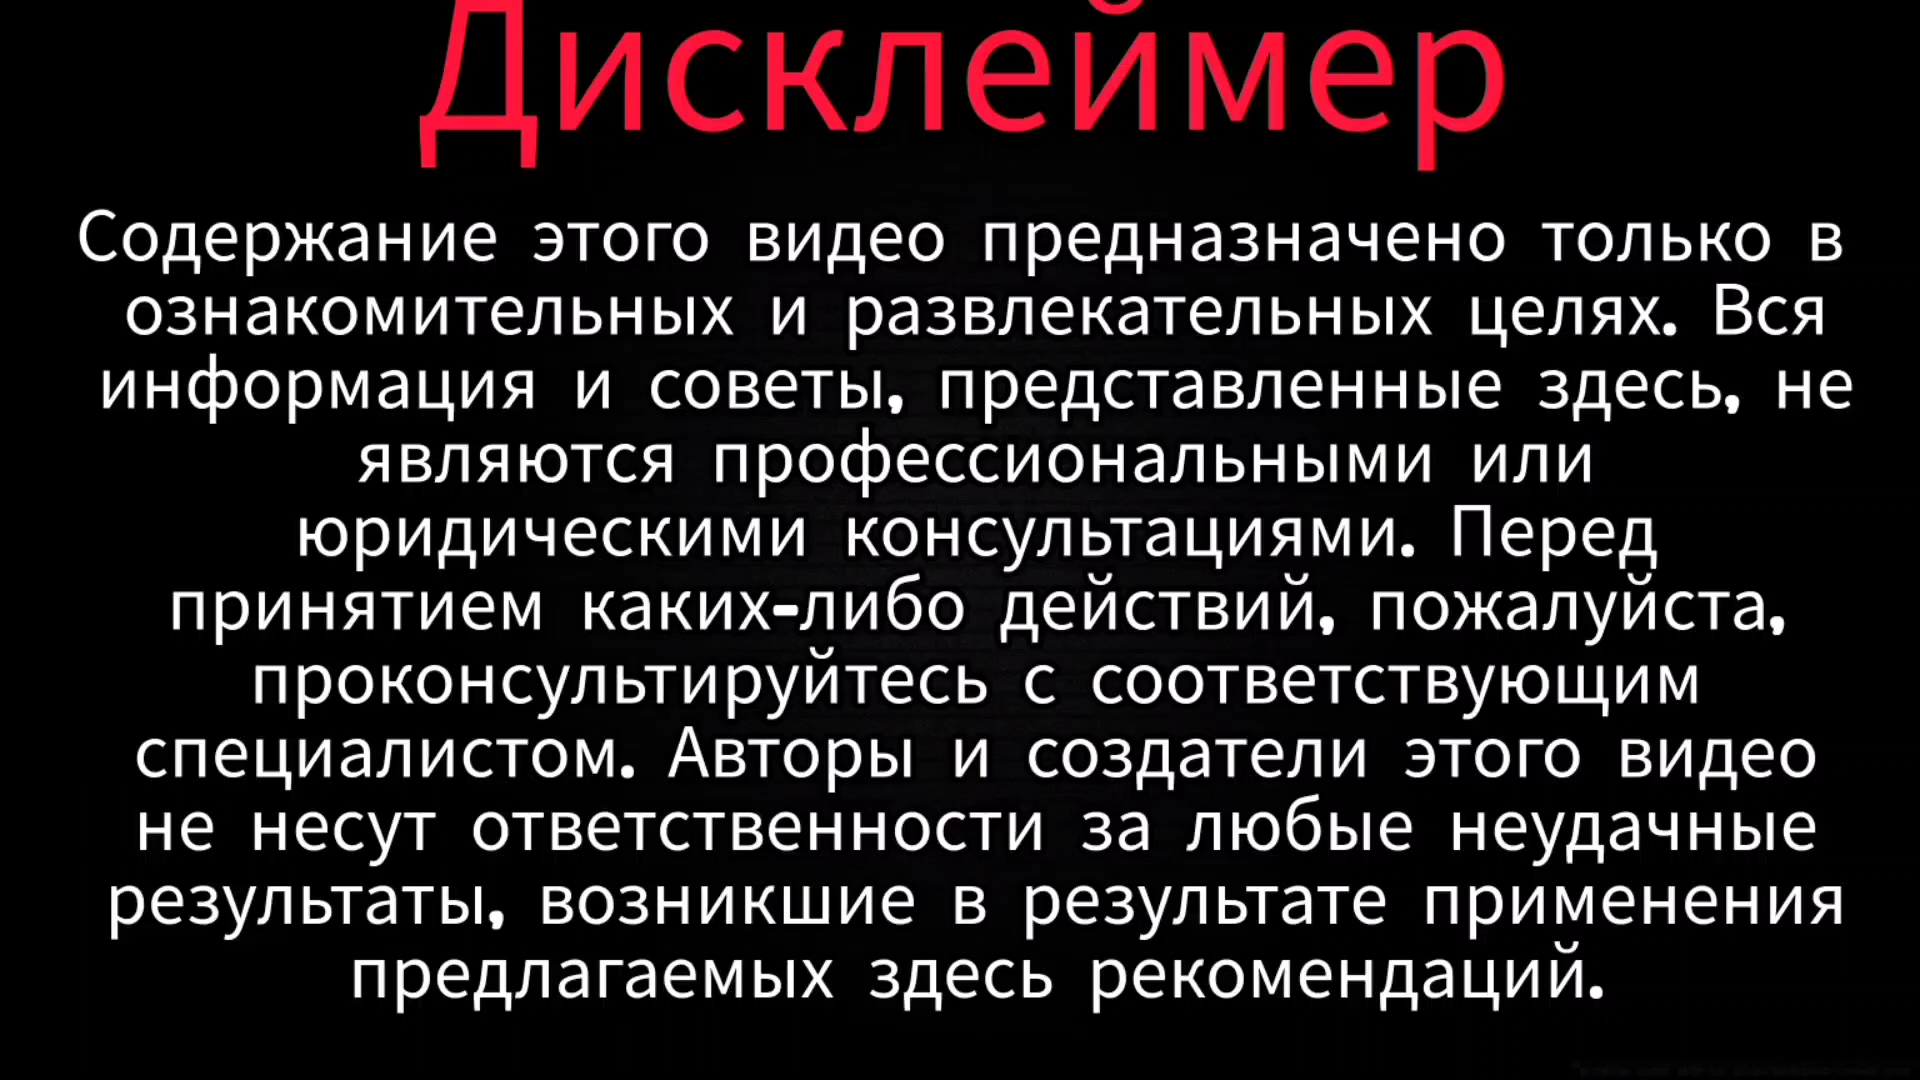 Дисклеймер
Содержание этого видео предназначено только в
ознакомительных и развлекательных целях. Вся
информация и советы, представленные здесь, не
являются профессиональными или
юридическими консультациями. Перед
принятием каких-либо действий, пожалуйста,
проконсультируйтесь с соответствующим
специалистом. Авторы и создатели этого видео
не несут ответственности за любые неудачные
результаты, возникшие в результате применения
предлагаемых здесь рекомендаций.